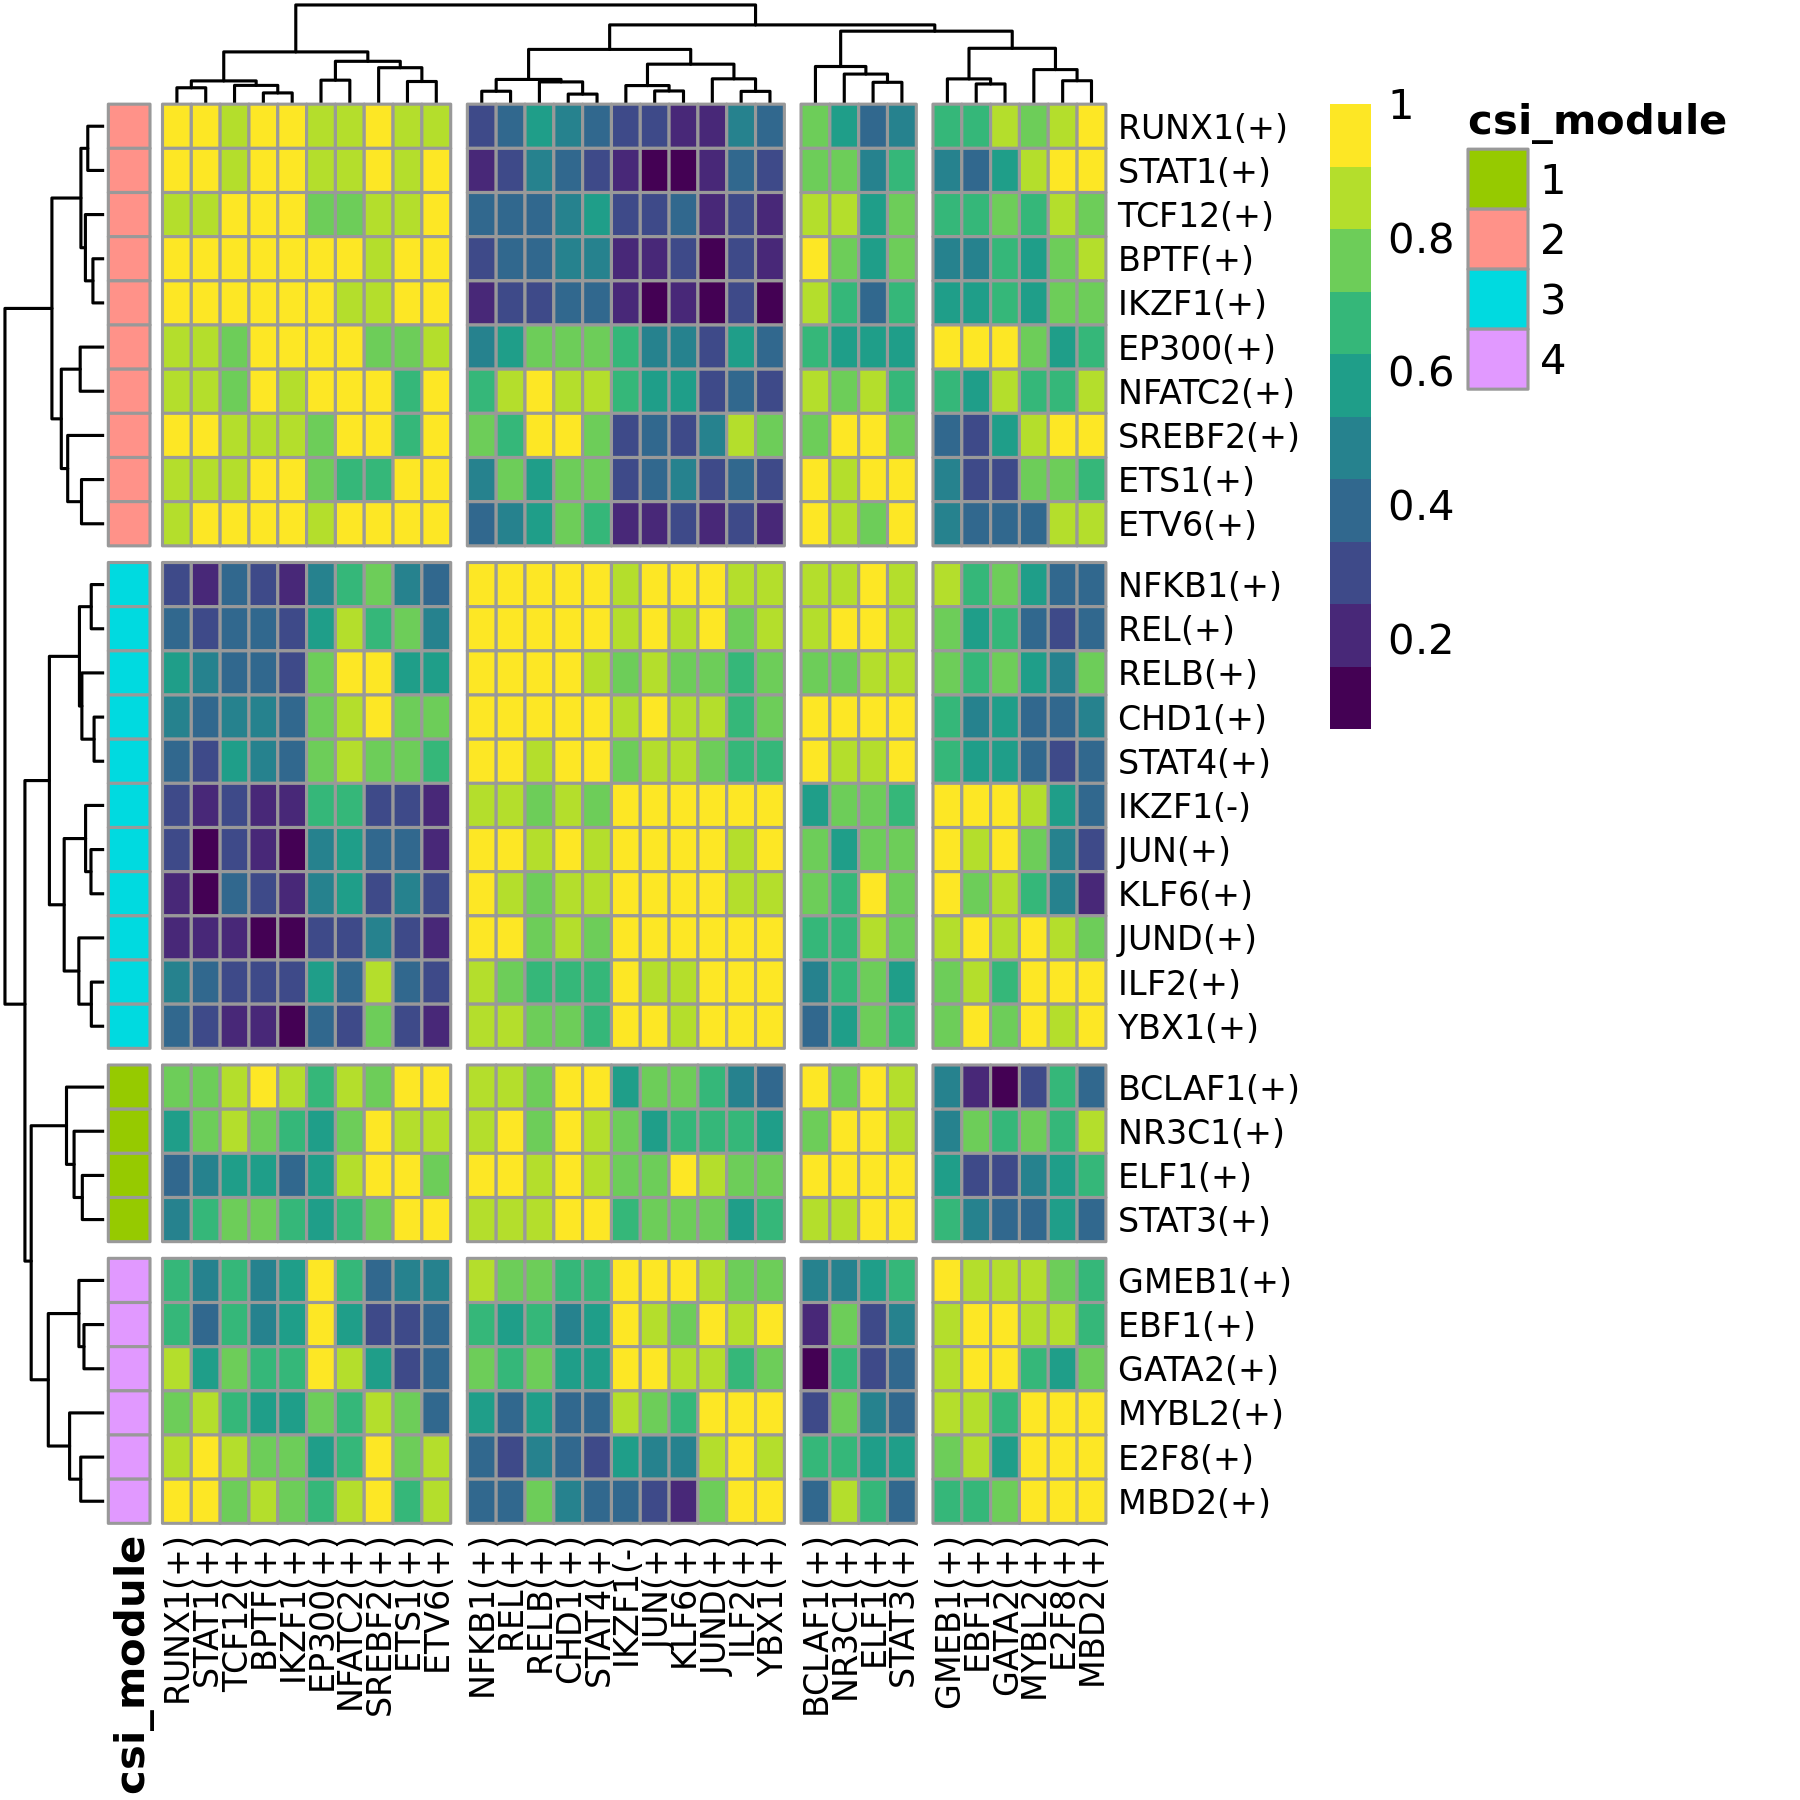 RUNX1(+)
STAT1(+)
TCF12(+)
BPTF(+)
IKZF1(+)
EP300(+)
NFATC2(+)
SREBF2(+)
ETS1(+)
ETV6(+)
NFKB1(+)
REL(+)
RELB(+)
CHD1(+)
STAT4(+)
IKZF1(-)
JUN(+)
KLF6(+)
JUND(+)
ILF2(+)
YBX1(+)
BCLAF1(+)
NR3C1(+)
ELF1(+)
STAT3(+)
GMEB1(+)
EBF1(+)
GATA2(+)
MYBL2(+)
E2F8(+)
MBD2(+)
1
0.8
0.6
0.4
0.2
csi_module
1
2
3
4
csi_module
RUNX1(+)
STAT1(+)
TCF12(+)
BPTF(+)
IKZF1(+)
EP300(+)
NFATC2(+)
SREBF2(+)
ETS1(+)
ETV6(+)
NFKB1(+)
REL(+)
RELB(+)
CHD1(+)
STAT4(+)
IKZF1(-)
JUN(+)
KLF6(+)
JUND(+)
ILF2(+)
YBX1(+)
BCLAF1(+)
NR3C1(+)
ELF1(+)
STAT3(+)
GMEB1(+)
EBF1(+)
GATA2(+)
MYBL2(+)
E2F8(+)
MBD2(+)